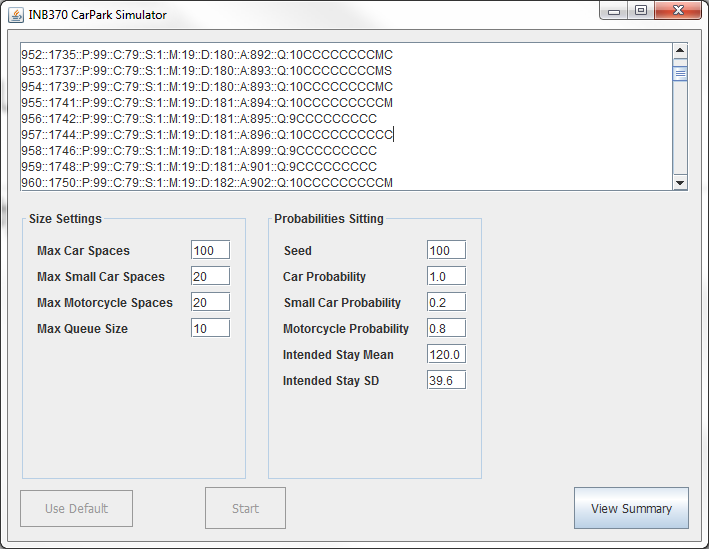 INB370 CarPark Simulator
952::1735::P:99::C:79::S:1::M:19::D:180::A:892::Q:10CCCCCCCCMC
953::1737::P:99::C:79::S:1::M:19::D:180::A:893::Q:10CCCCCCCCMS
954::1739::P:99::C:79::S:1::M:19::D:180::A:893::Q:10CCCCCCCCMC
955::1741::P:99::C:79::S:1::M:19::D:181::A:894::Q:10CCCCCCCCCM
956::1742::P:99::C:79::S:1::M:19::D:181::A:895::Q:9CCCCCCCCC
957::1744::P:99::C:79::S:1::M:19::D:181::A:896::Q:10CCCCCCCCCC
958::1746::P:99::C:79::S:1::M:19::D:181::A:899::Q:9CCCCCCCCC
959::1748::P:99::C:79::S:1::M:19::D:181::A:901::Q:9CCCCCCCCC
960::1750::P:99::C:79::S:1::M:19::D:182::A:902::Q:10CCCCCCCCCM
Size Settings
Max Car Spaces 100
Max Small Car Spaces 20
Max Motorcycle Spaces 20
Max Queue Size 10
Probabilities Sitting
Seed 100
Car Probability 1.0
Small Car Probability 0.2
Motorcycle Probability 0.8
Intended Stay Mean 120.0
Intended Stay SD 39.6
Use Default
Start
View Summary